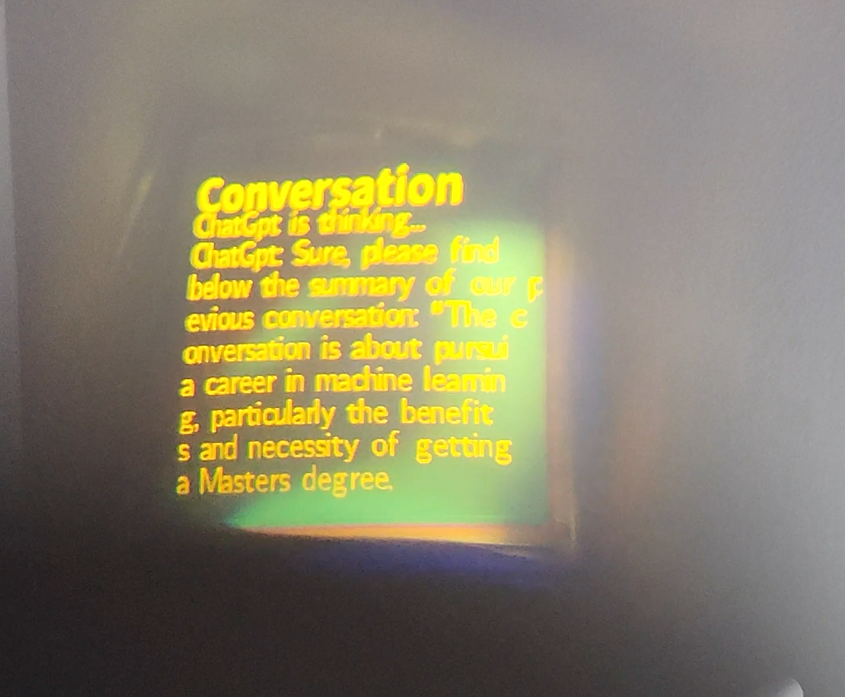 Conversation
ChatGpt is thinking...
ChatGpt: Sure, please find
below the summary of our p
evious conversation: "The c
onversation is about pursui
a career in machine learnin
g, particularly the benefit
s and necessity of getting
a Masters degree.